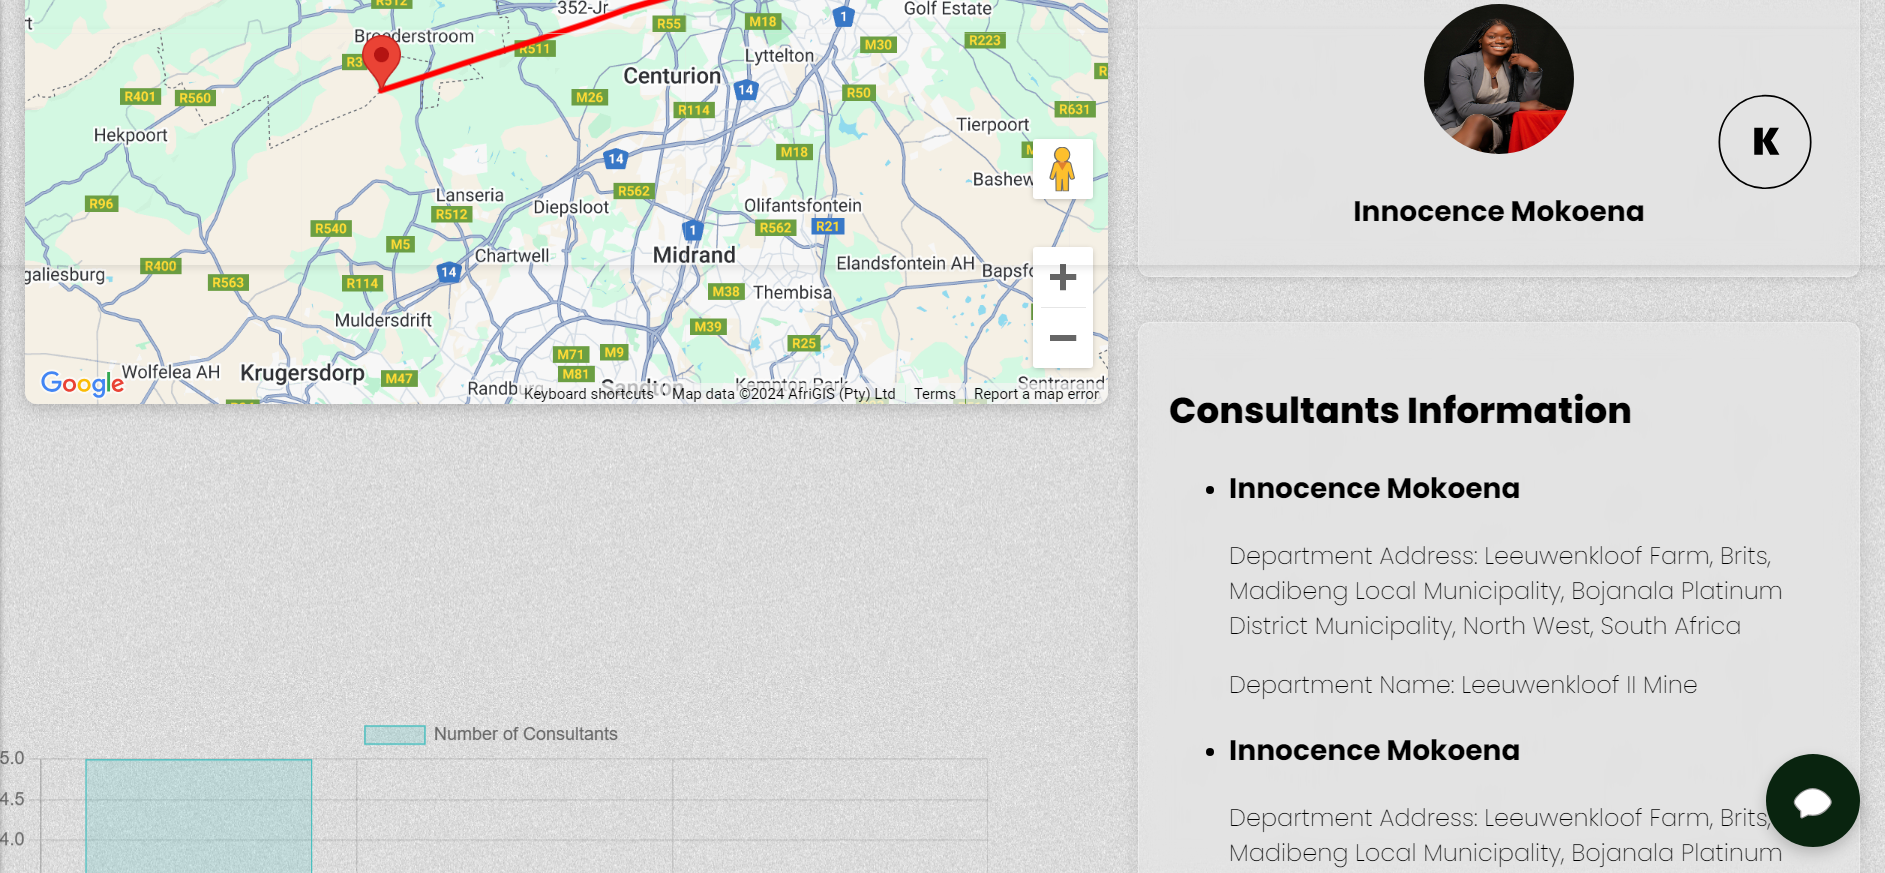 R512
352-Jr
R55
M18
1
Golf Estate
Broederstroom
R511
Lyttelton
M30
R223
Centurion
14
R401
R560
M26
R114
R50
R631
Hekpoort
Tierpoort
14
M18
K
R96
Lanseria
R562
R512
Diepsloot
Olifantsfontein
R562
R21
Innocence Mokoena
R540
M5
1
Chartwell
Midrand
R400
14
Elandsfontein AH
R563
R114
M38
Thembisa
Muldersdrift
M39
R25
M71
M9
Wolfelea AH
Krugersdorp
M47
M81
Google
Sandton
Kempton Park
Sentrarand
Keyboard shortcuts
Map data ©2024 AfriGIS (Pty) Ltd
Terms
Report a map error
Consultants Information
Innocence Mokoena
Department Address: Leeuwenkloof Farm, Brits,
Madibeng Local Municipality, Bojanala Platinum
District Municipality, North West, South Africa
Department Name: Leeuwenkloof II Mine
Number of Consultants
5.0
4.5
4.0
Innocence Mokoena
Department Address: Leeuwenkloof Farm, Brits,
Madibeng Local Municipality, Bojanala Platinum